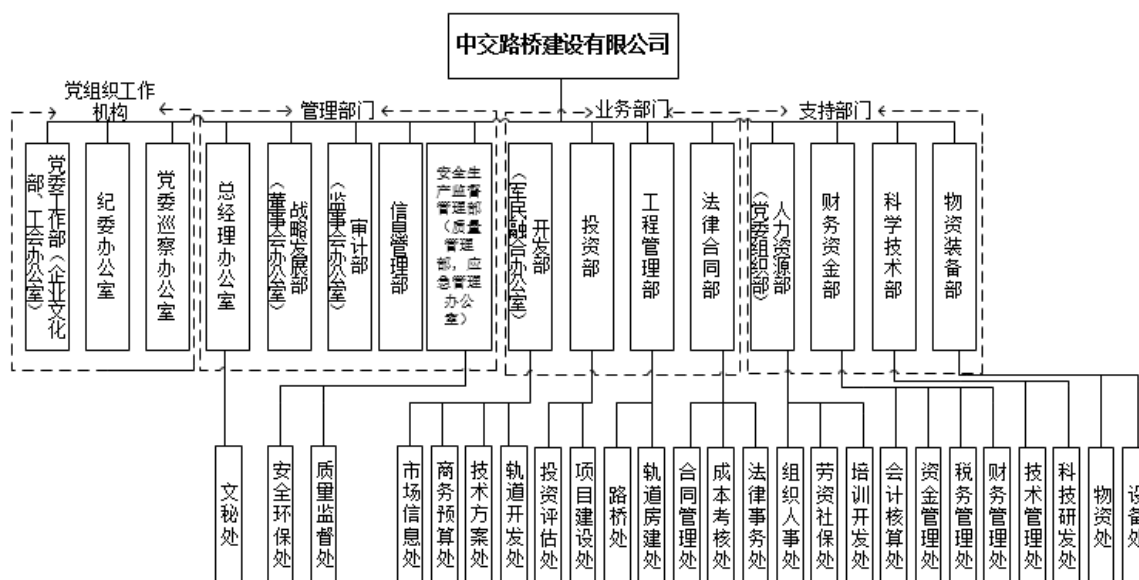 中交路桥建设有限公司
党组织工作
机构
管理部门
业务部门
支持部门
党委工作部（企业文化
部、工会办公室）
纪委办公室
党委巡察办公室
总经理办公室
战略发展部
（董事会办公室）
审计部
（监事会办公室）
信息管理部
安全生
产监督
管理部
（质量
管理
部，应
急管理
办公
室）
开发部
（军民融合办公室）
投资部
工程管理部
法律合同部
人力资源部
（党委组织部）
财务资金部
科学技术部
物资装备部
文秘处
安全环保处
质量监督处
市场信息处
商务预算处
技术方案处
轨道开发处
投资评估处
项目建设处
路桥处
轨道房建处
合同管理处
成本考核处
法律事务处
组织人事处
劳资社保处
培训开发处
会计核算处
资金管理处
税务管理处
财务管理处
技术管理处
科技研发处
物资处
设备处